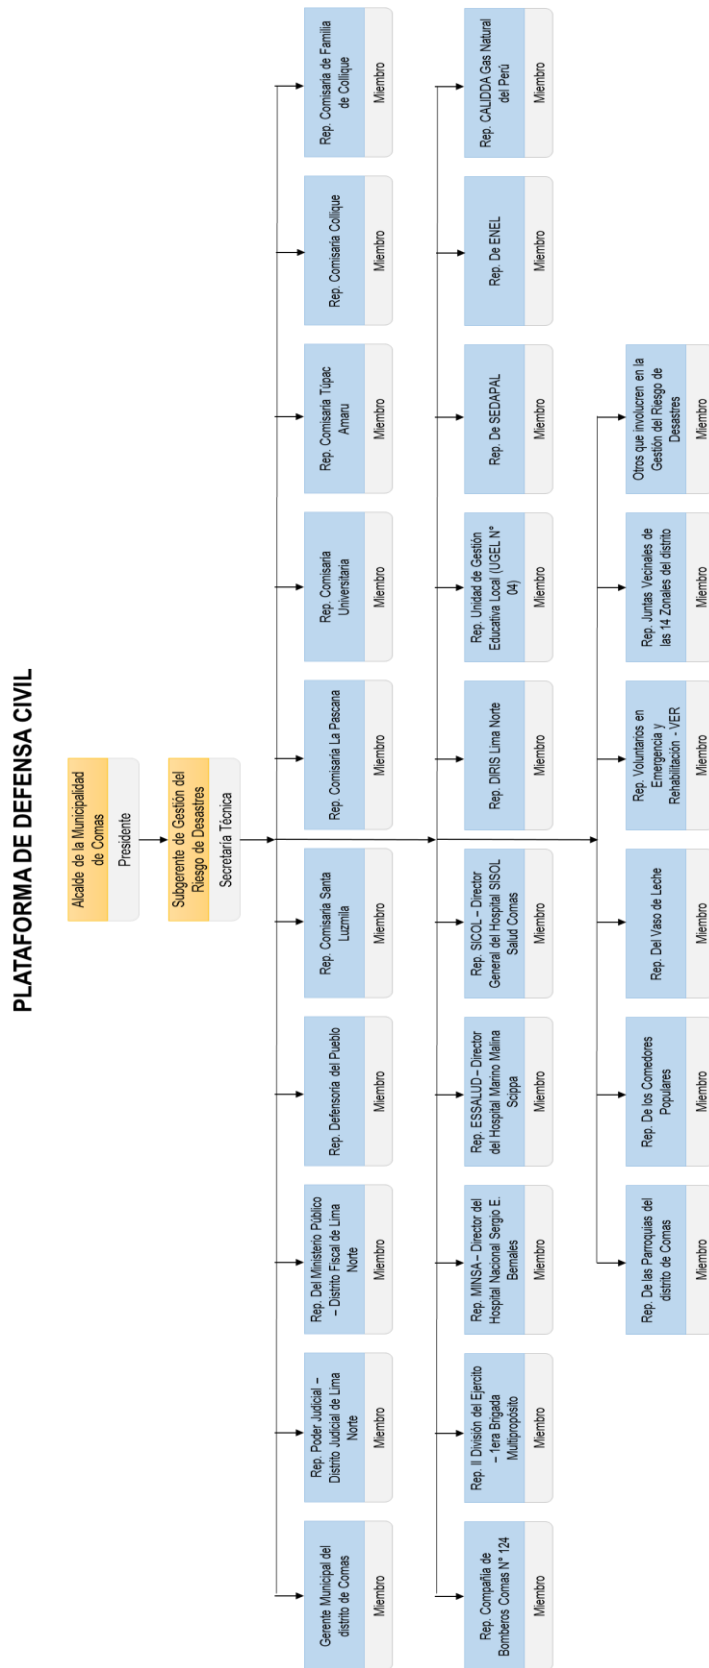 PLATAFORMA DE DEFENSA CIVIL
Alcalde de la Municipalidad
de Comas
Presidente
Subgerente de Gestión del
Riesgo de Desastres
Secretaría Técnica
Gerente Municipal del
distrito de Comas
Miembro
Rep. Poder Judicial –
Distrito Judicial de Lima
Norte
Miembro
Rep. Del Ministerio Público
– Distrito Fiscal de Lima
Norte
Miembro
Rep. Defensoría del Pueblo
Miembro
Rep. Comisaria Santa
Luzmila
Miembro
Rep. Comisaria La Pascana
Miembro
Rep. Comisaria
Universitaria
Miembro
Rep. Comisaria Túpac
Amaru
Miembro
Rep. Comisaria Collique
Miembro
Rep. Comisaria de Familia
de Collique
Miembro
Rep. Compañía de
Bomberos Comas N° 124
Miembro
Rep. II División del Ejercito
– 1era Brigada
Multipropósito
Miembro
Rep. MINSA – Director del
Hospital Nacional Sergio E.
Bernales
Miembro
Rep. ESSALUD – Director
del Hospital Marino Malina
Scippa
Miembro
Rep. SICOL – Director
General del Hospital SISOL
Salud Comas
Miembro
Rep. DIRIS Lima Norte
Miembro
Rep. Unidad de Gestión
Educativa Local (UGEL N°
04)
Miembro
Rep. De SEDAPAL
Miembro
Rep. De ENEL
Miembro
Rep. CALIDDA Gas Natural
del Perú
Miembro
Rep. De las Parroquias del
distrito de Comas
Miembro
Rep. De los Comedores
Populares
Miembro
Rep. Del Vaso de Leche
Miembro
Rep. Voluntarios en
Emergencia y
Rehabilitación - VER
Miembro
Rep. Juntas Vecinales de
las 14 Zonales del distrito
Miembro
Otros que involucren en la
Gestión del Riesgo de
Desastres
Miembro